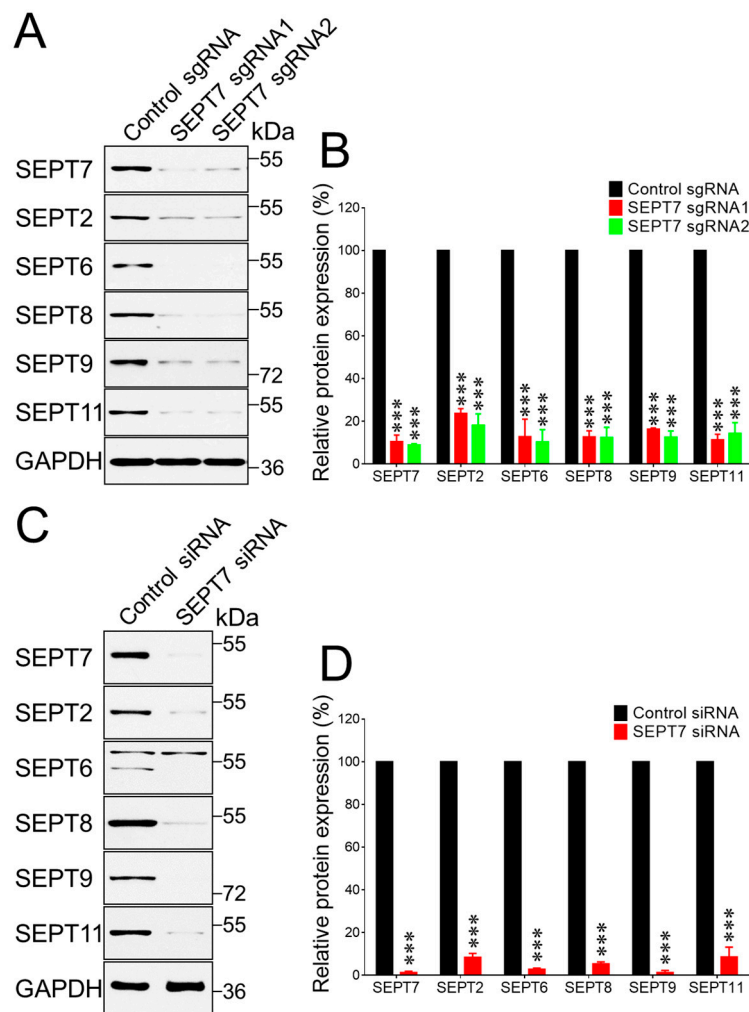 A
Control sgRNA
SEPT7 sgRNA1
SEPT7 sgRNA2
kDa
SEPT7
55
SEPT2
55
SEPT6
55
SEPT8
55
SEPT9
72
SEPT11
55
GAPDH
36
B
Control sgRNA
SEPT7 sgRNA1
SEPT7 sgRNA2
Relative protein expression (%)
120
100
80
60
40
20
0
*** *** *** *** *** *** *** *** *** *** *** ***
SEPT7 SEPT2 SEPT6 SEPT8 SEPT9 SEPT11
C
Control siRNA
SEPT7 siRNA
kDa
SEPT7
55
SEPT2
55
SEPT6
55
SEPT8
55
SEPT9
72
SEPT11
55
GAPDH
36
D
Control siRNA
SEPT7 siRNA
Relative protein expression (%)
120
100
80
60
40
20
0
*** *** *** *** *** ***
SEPT7 SEPT2 SEPT6 SEPT8 SEPT9 SEPT11